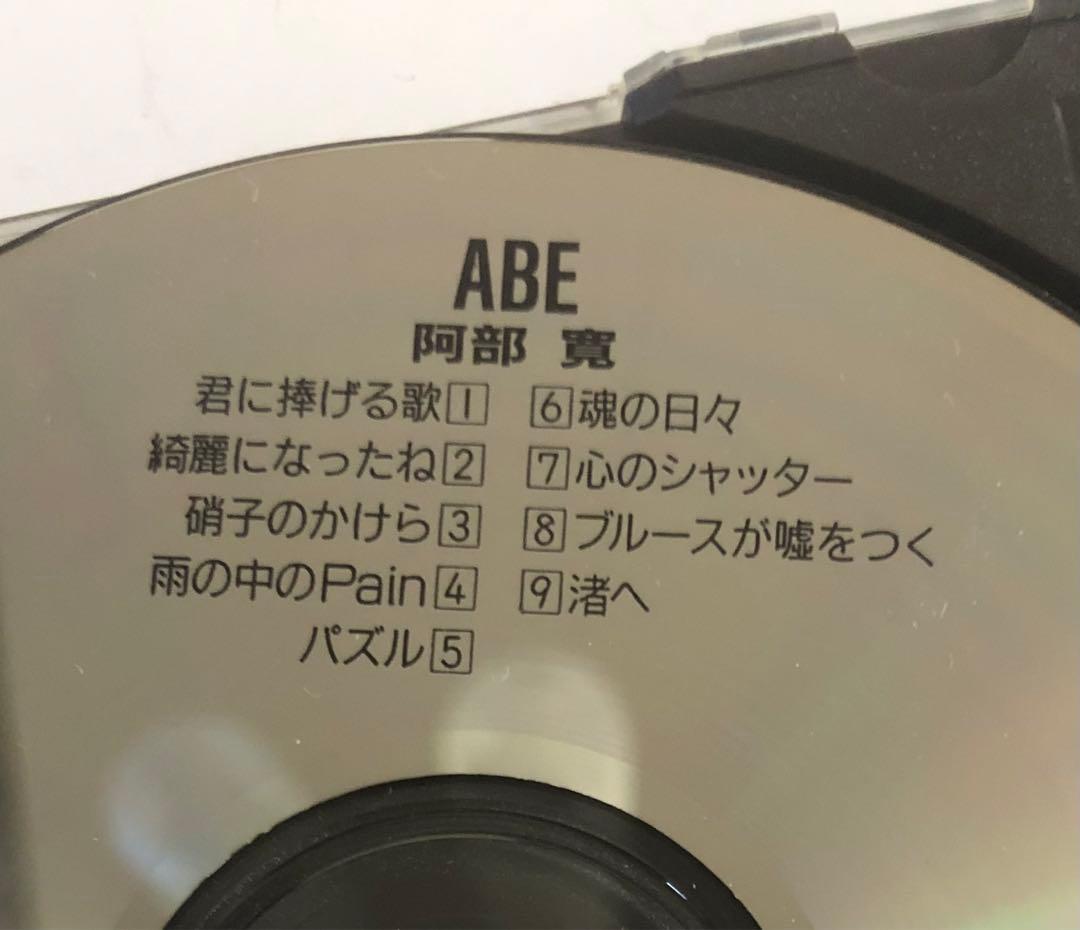 ABE
阿部 寛
君に捧げる歌1
綺麗になったね2
硝子のかけら3
雨の中のPain4
パズル5
6魂の日々
7心のシャッター
8ブルースが嘘をつく
9渚へ